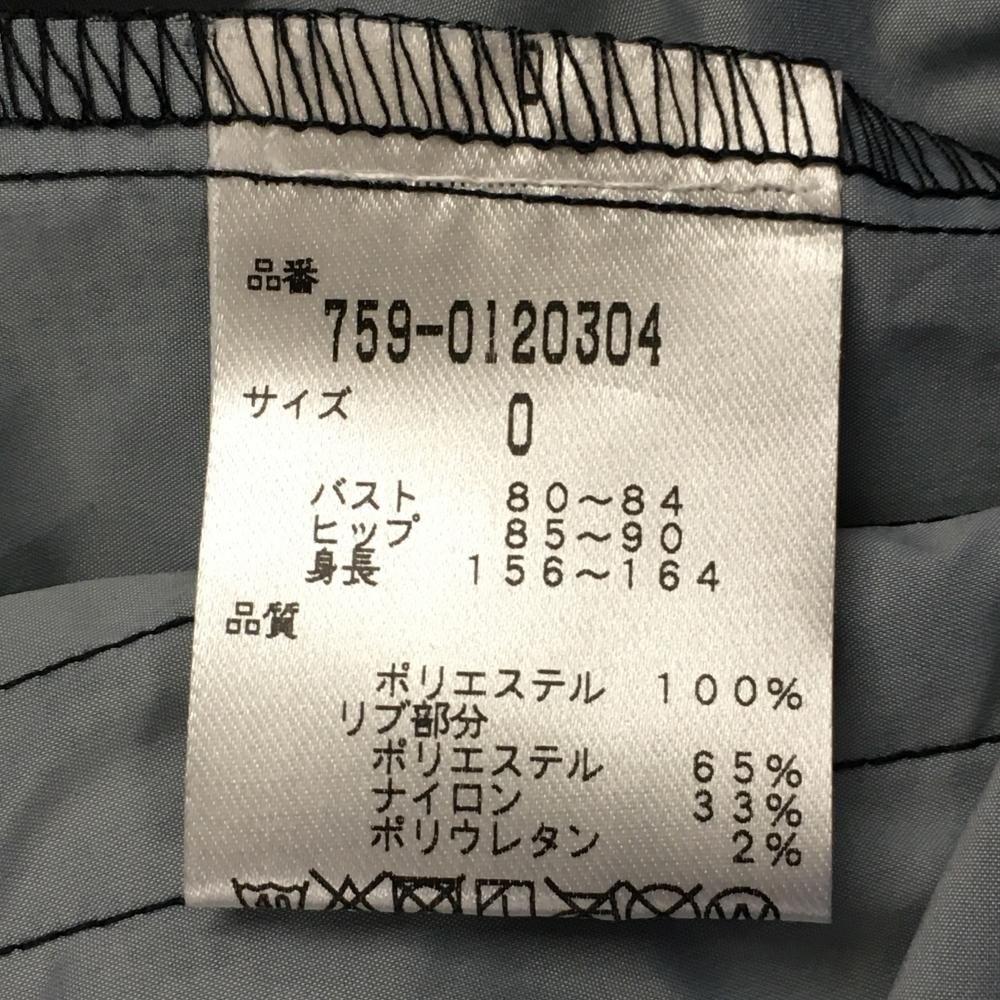 品番
759-0120304
サイズ 0
バスト 80～84
ヒップ 85～90
身長 156～164
品質
ポリエステル 100%
リブ部分
ポリエステル 65%
ナイロン 33%
ポリウレタン 2%
40
W